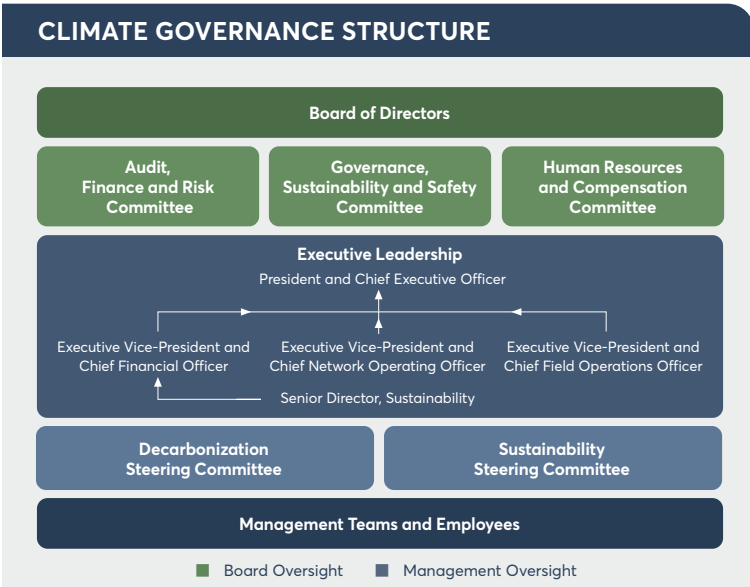 CLIMATE GOVERNANCE STRUCTURE
Board of Directors
Audit,
Finance and Risk
Committee
Governance,
Sustainability and Safety
Committee
Human Resources
and Compensation
Committee
Executive Leadership
President and Chief Executive Officer
Executive Vice-President and
Chief Financial Officer
Executive Vice-President and
Chief Network Operating Officer
Executive Vice-President and
Chief Field Operations Officer
Senior Director, Sustainability
Decarbonization
Steering Committee
Sustainability
Steering Committee
Management Teams and Employees
Board Oversight
Management Oversight